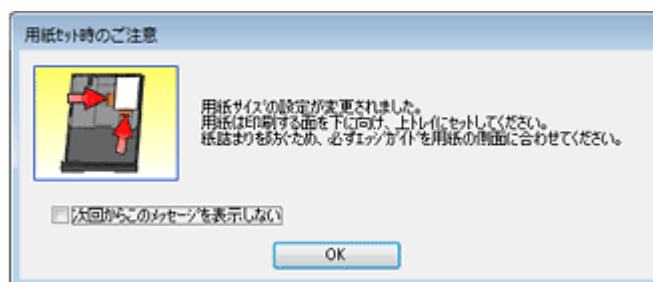 用紙ｾｯﾄ時のご注意
用紙ｻｲｽﾞの設定が変更されました。
用紙は印刷する面を下に向け、上ﾄﾚｲにｾｯﾄしてください。
紙詰まりを防ぐため、必ずｴｯｼﾞｶﾞｲﾄﾞを用紙の側面に合わせてください。
次回からこのﾒｯｾｰｼﾞを表示しない
OK